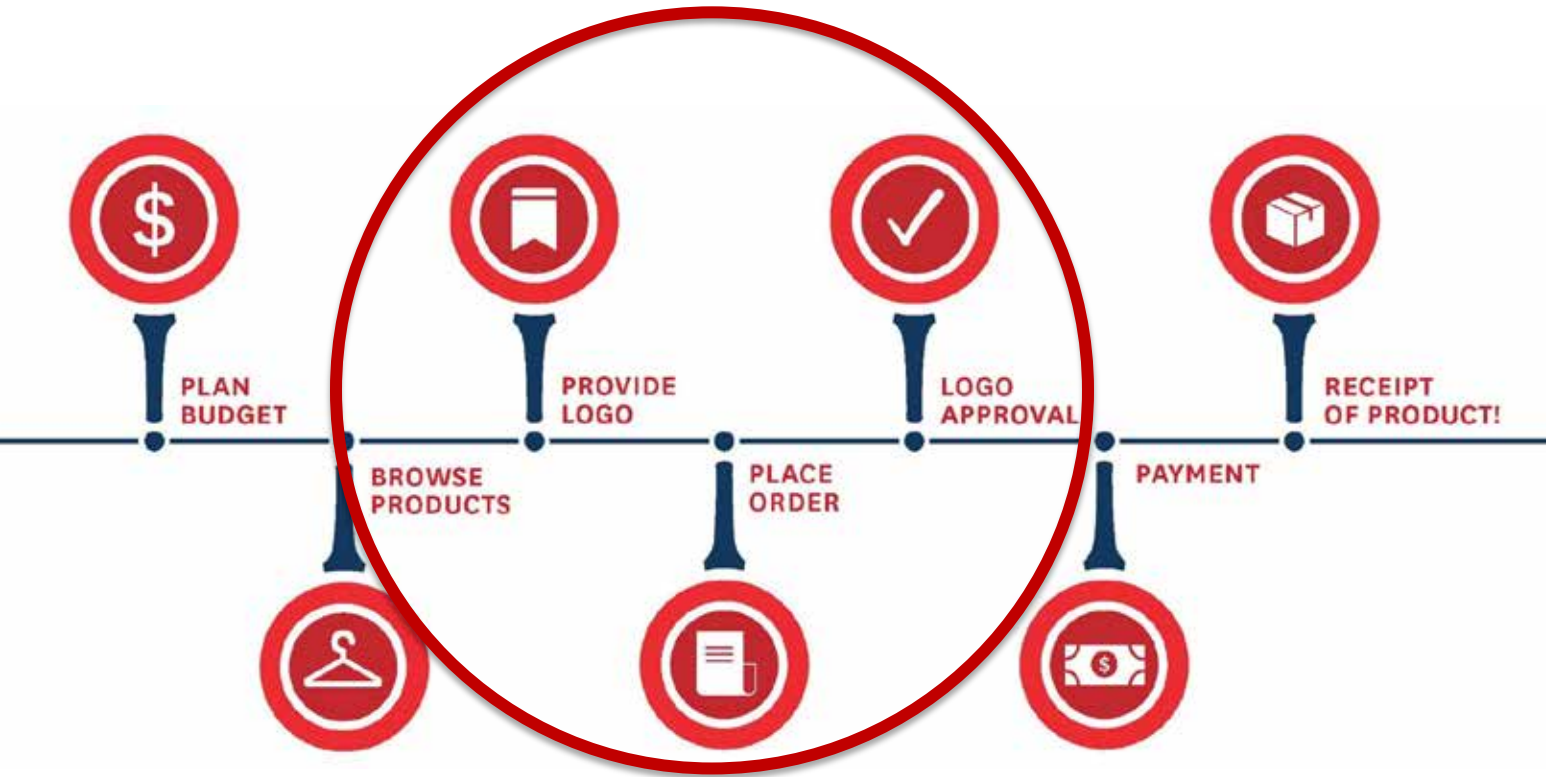 PLAN
BUDGET
BROWSE
PRODUCTS
PROVIDE
LOGO
PLACE
ORDER
LOGO
APPROVAL
PAYMENT
RECEIPT
OF PRODUCT!
$
$